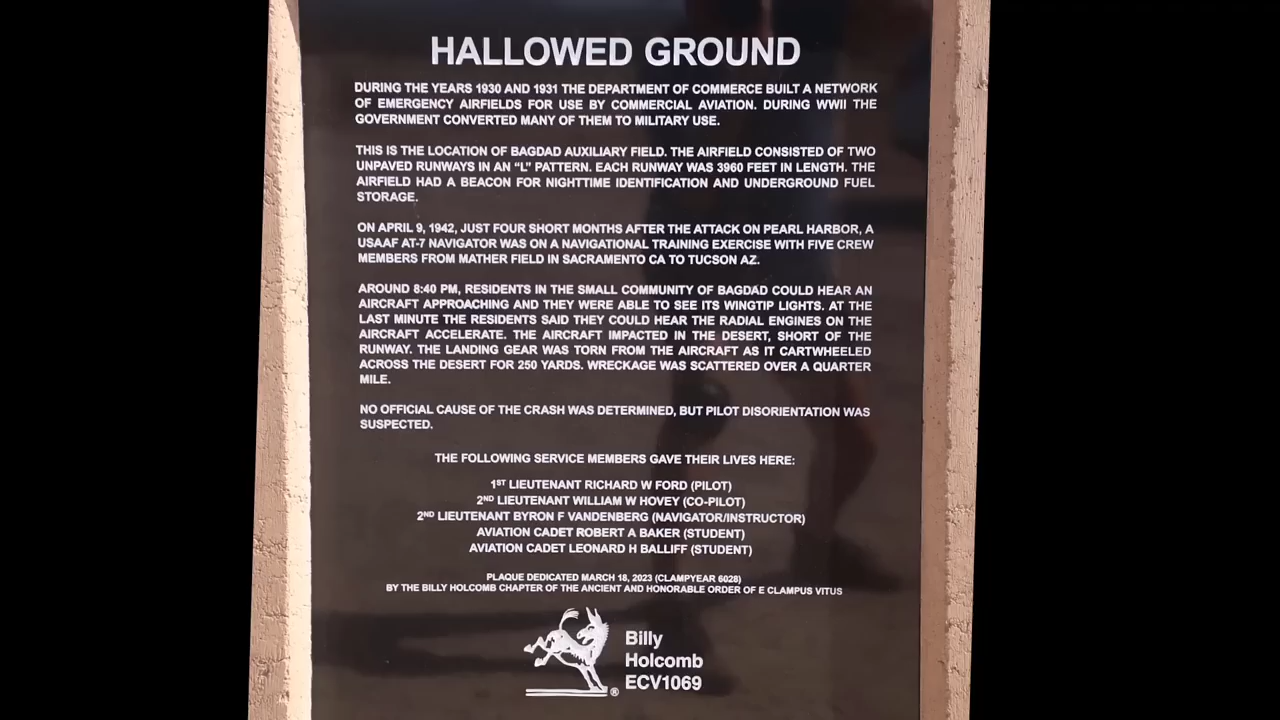 HALLOWED GROUND
DURING THE YEARS 1930 AND 1931 THE DEPARTMENT OF COMMERCE BUILT A NETWORK
OF EMERGENCY AIRFIELDS FOR USE BY COMMERCIAL AVIATION. DURING WWII THE
GOVERNMENT CONVERTED MANY OF THEM TO MILITARY USE.
THIS IS THE LOCATION OF BAGDAD AUXILIARY FIELD. THE AIRFIELD CONSISTED OF TWO
UNPAVED RUNWAYS IN AN “L” PATTERN. EACH RUNWAY WAS 3960 FEET IN LENGTH. THE
AIRFIELD HAD A BEACON FOR NIGHTTIME IDENTIFICATION AND UNDERGROUND FUEL
STORAGE.
ON APRIL 9, 1942, JUST FOUR SHORT MONTHS AFTER THE ATTACK ON PEARL HARBOR, A
USAAF AT-7 NAVIGATOR WAS ON A NAVIGATIONAL TRAINING EXERCISE WITH FIVE CREW
MEMBERS FROM MATHER FIELD IN SACRAMENTO CA TO TUCSON AZ.
AROUND 8:40 PM, RESIDENTS IN THE SMALL COMMUNITY OF BAGDAD COULD HEAR AN
AIRCRAFT APPROACHING AND THEY WERE ABLE TO SEE ITS WINGTIP LIGHTS. AT THE
LAST MINUTE THE RESIDENTS SAID THEY COULD HEAR THE RADIAL ENGINES ON THE
AIRCRAFT ACCELERATE. THE AIRCRAFT IMPACTED IN THE DESERT, SHORT OF THE
RUNWAY. THE LANDING GEAR WAS TORN FROM THE AIRCRAFT AS IT CARTWHEELED
ACROSS THE DESERT FOR 250 YARDS. WRECKAGE WAS SCATTERED OVER A QUARTER
MILE.
NO OFFICIAL CAUSE OF THE CRASH WAS DETERMINED, BUT PILOT DISORIENTATION WAS
SUSPECTED.
THE FOLLOWING SERVICE MEMBERS GAVE THEIR LIVES HERE:
1ST LIEUTENANT RICHARD W FORD (PILOT)
2ND LIEUTENANT WILLIAM W HOVEY (CO-PILOT)
2ND LIEUTENANT BYRON F VANDENBERG (NAVIGATOR/INSTRUCTOR)
AVIATION CADET ROBERT A BAKER (STUDENT)
AVIATION CADET LEONARD H BALLIFF (STUDENT)
PLAQUE DEDICATED MARCH 18, 2023 (CLAMPYEAR 6028)
BY THE BILLY HOLCOMB CHAPTER OF THE ANCIENT AND HONORABLE ORDER OF E CLAMPUS VITUS
Billy
Holcomb
ECV1069
®